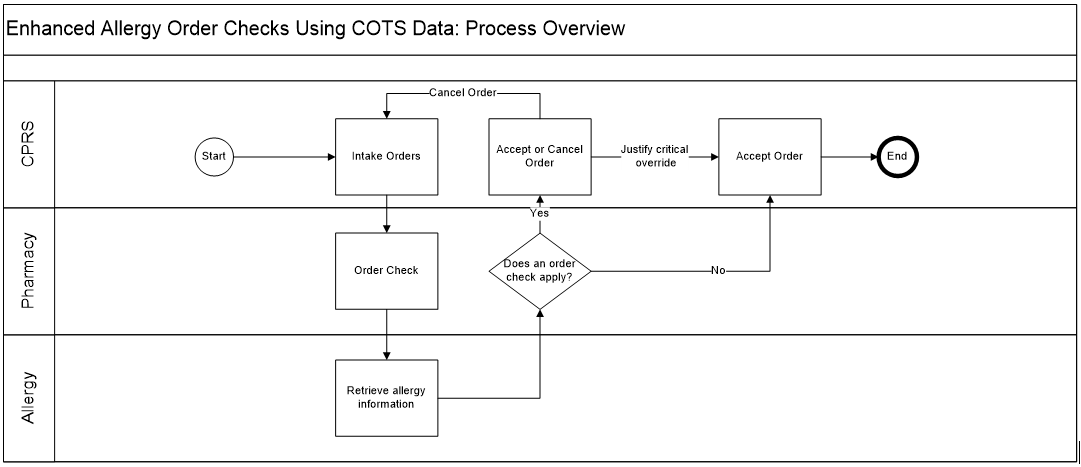 Enhanced Allergy Order Checks Using COTS Data: Process Overview
CPRS
Cancel Order
Start
Intake Orders
Accept or Cancel
Order
Justify critical
override
Accept Order
End
Pharmacy
Yes
Order Check
Does an order
check apply?
No
Allergy
Retrieve allergy
information